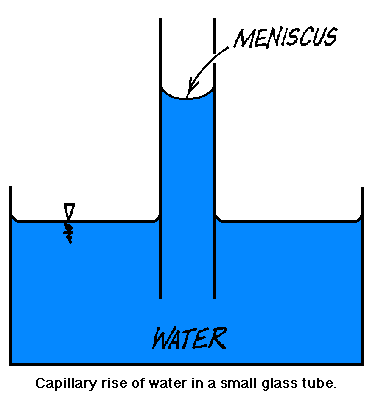 MENISCUS
WATER
Capillary rise of water in a small glass tube.